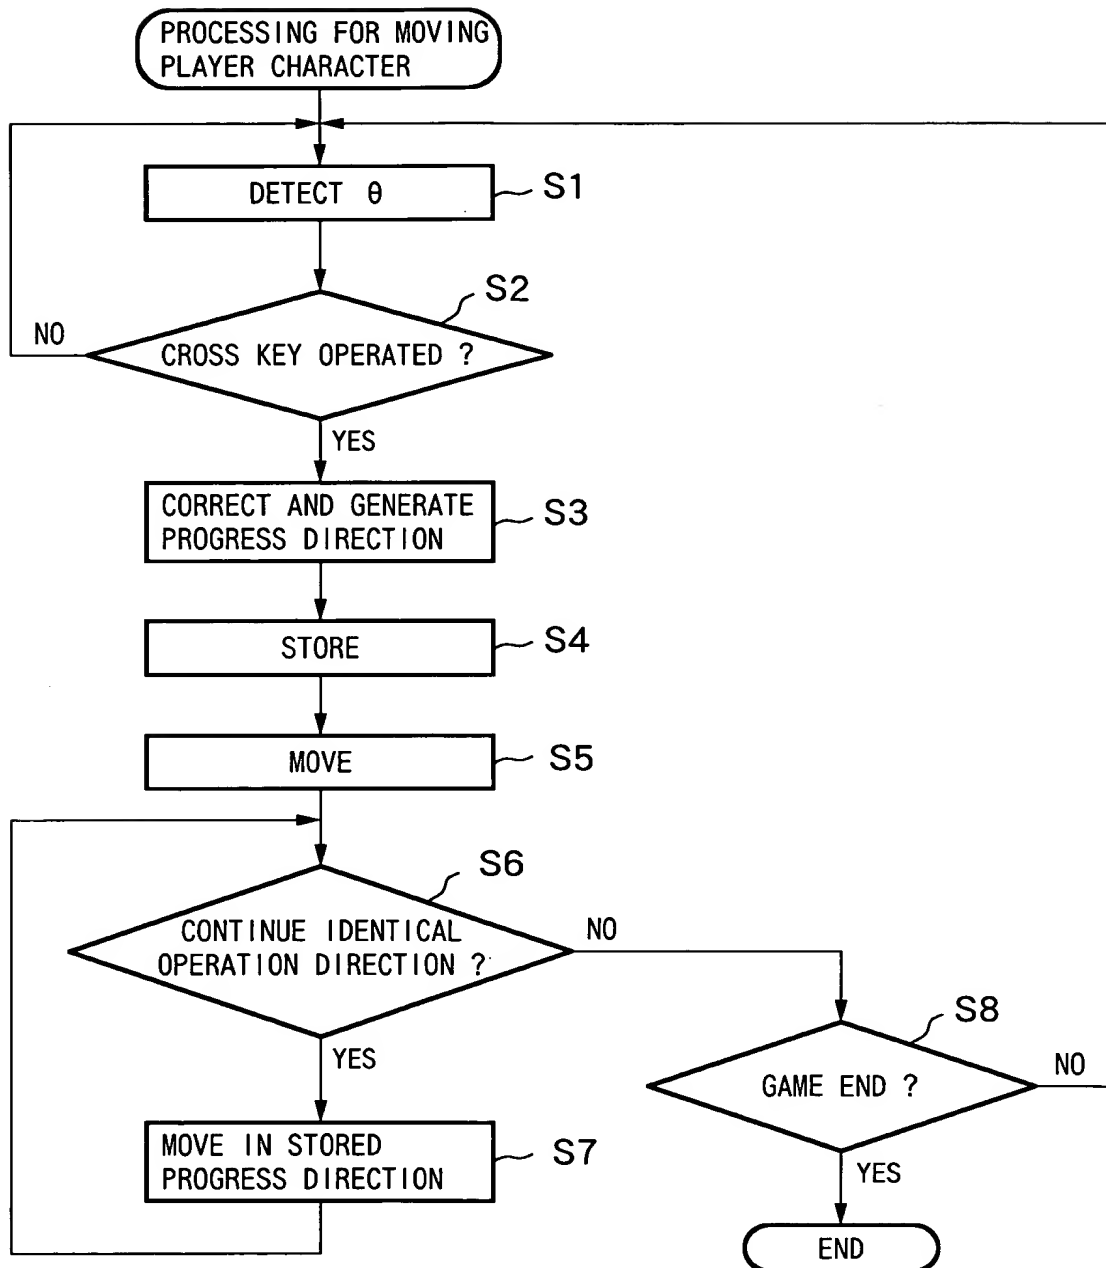 PROCESSING FOR MOVING
PLAYER CHARACTER
DETECT θ
S1
S2
NO
CROSS KEY OPERATED ?
YES
CORRECT AND GENERATE
PROGRESS DIRECTION
S3
STORE
S4
MOVE
S5
S6
CONTINUE IDENTICAL
OPERATION DIRECTION ?
NO
YES
S8
GAME END ?
NO
MOVE IN STORED
PROGRESS DIRECTION
S7
YES
END